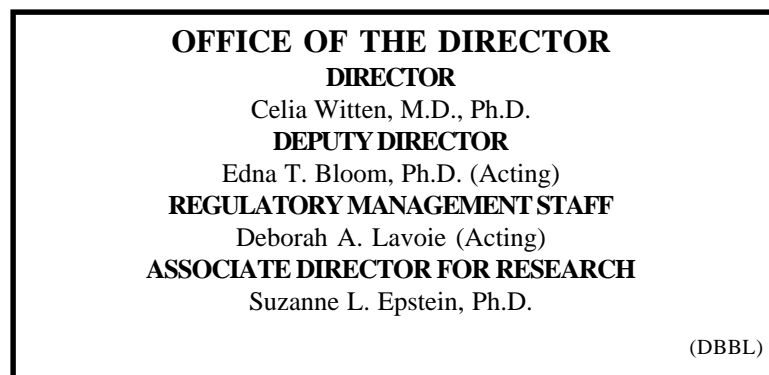 OFFICE OF THE DIRECTOR
DIRECTOR
Celia Witten, M.D., Ph.D.
DEPUTY DIRECTOR
Edna T. Bloom, Ph.D. (Acting)
REGULATORY MANAGEMENT STAFF
Deborah A. Lavoie (Acting)
ASSOCIATE DIRECTOR FOR RESEARCH
Suzanne L. Epstein, Ph.D.
(DBBL)